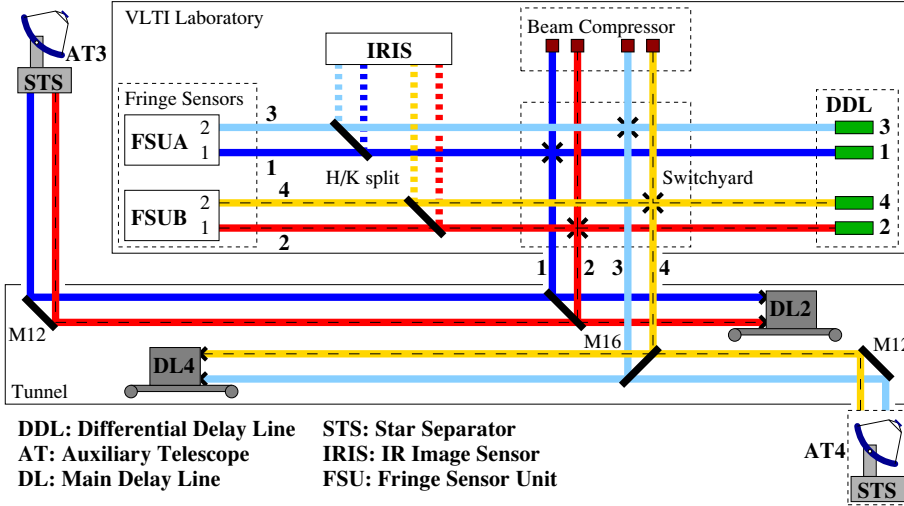 VLTI Laboratory
Beam Compressor
AT3
IRIS
STS
Fringe Sensors
DDL
3
2
FSUA
1
3
1
1
H/K split
Switchyard
4
2
FSUB
1
4
2
2
1 2 3 4
M12
DL2
M16
M12
DL4
Tunnel
AT4
STS
DDL: Differential Delay Line
STS: Star Separator
AT: Auxiliary Telescope
IRIS: IR Image Sensor
DL: Main Delay Line
FSU: Fringe Sensor Unit